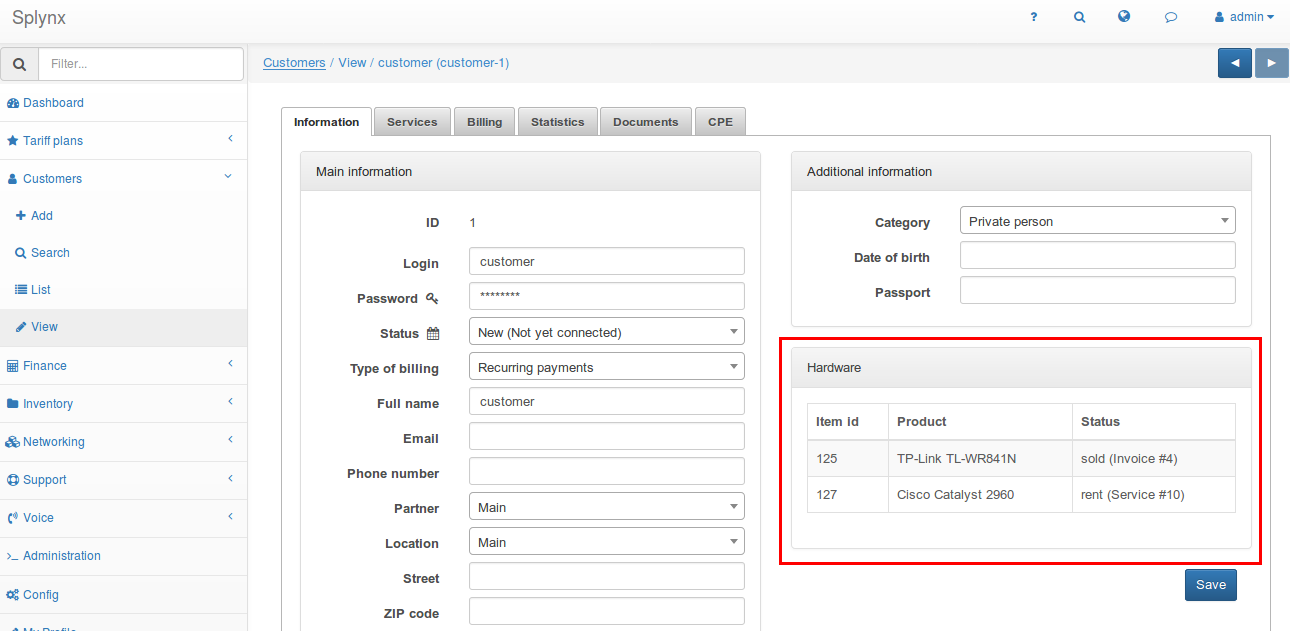 Splynx
? admin
Filter...
Customers / View / customer (customer-1)
Dashboard
Tariff plans
Customers
Add
Search
List
View
Finance
Inventory
Networking
Support
Voice
Administration
Config
My Profile
Information Services Billing Statistics Documents CPE
Main information
ID 1
Login customer
Password ********
Status New (Not yet connected)
Type of billing Recurring payments
Full name customer
Email
Phone number
Partner Main
Location Main
Street
ZIP code
Additional information
Category Private person
Date of birth
Passport
Hardware
Item id Product Status
125 TP-Link TL-WR841N sold (Invoice #4)
127 Cisco Catalyst 2960 rent (Service #10)
Save